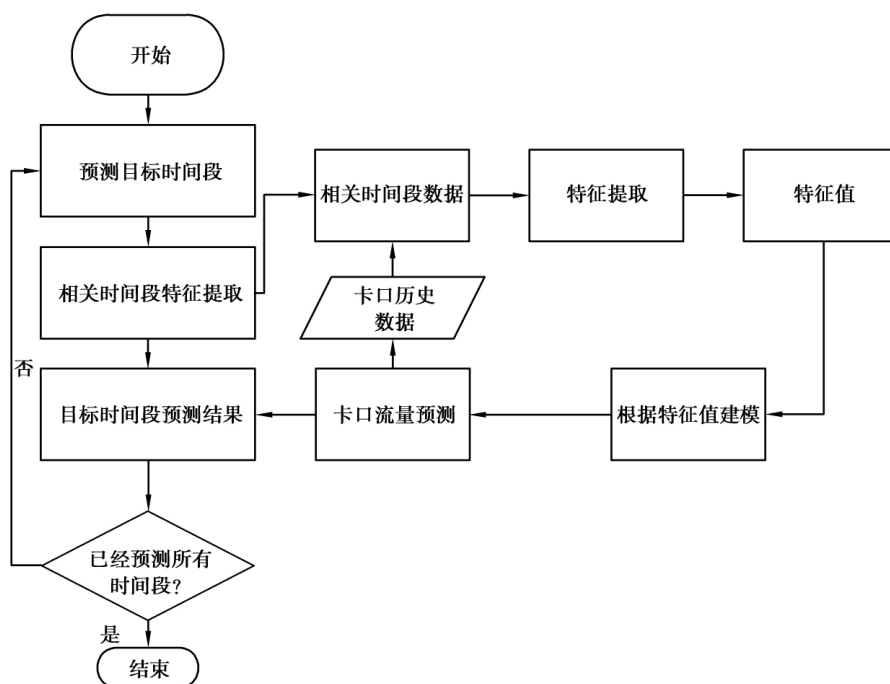 开始
预测目标时间段
相关时间段数据
特征提取
特征值
相关时间段特征提取
卡口历史
数据
否
目标时间段预测结果
卡口流量预测
根据特征值建模
已经预测所有
时间段？
是
结束